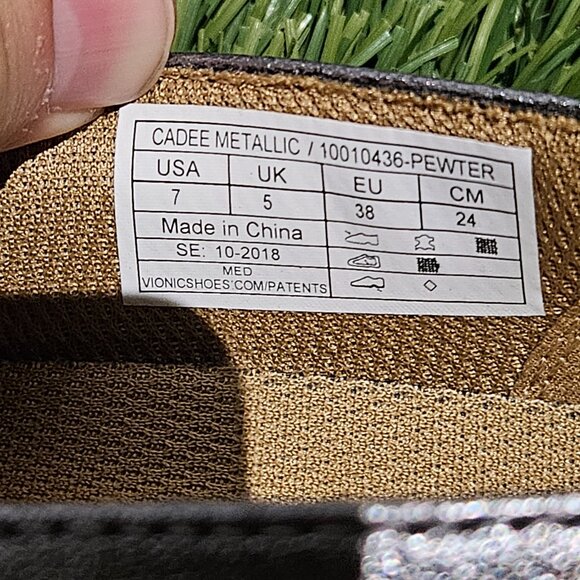 CADEE METALLIC / 10010436-PEWTER
USA UK EU CM
7 5 38 24
Made in China
SE: 10-2018
MED
VIONICSHOES'COM/PATENTS